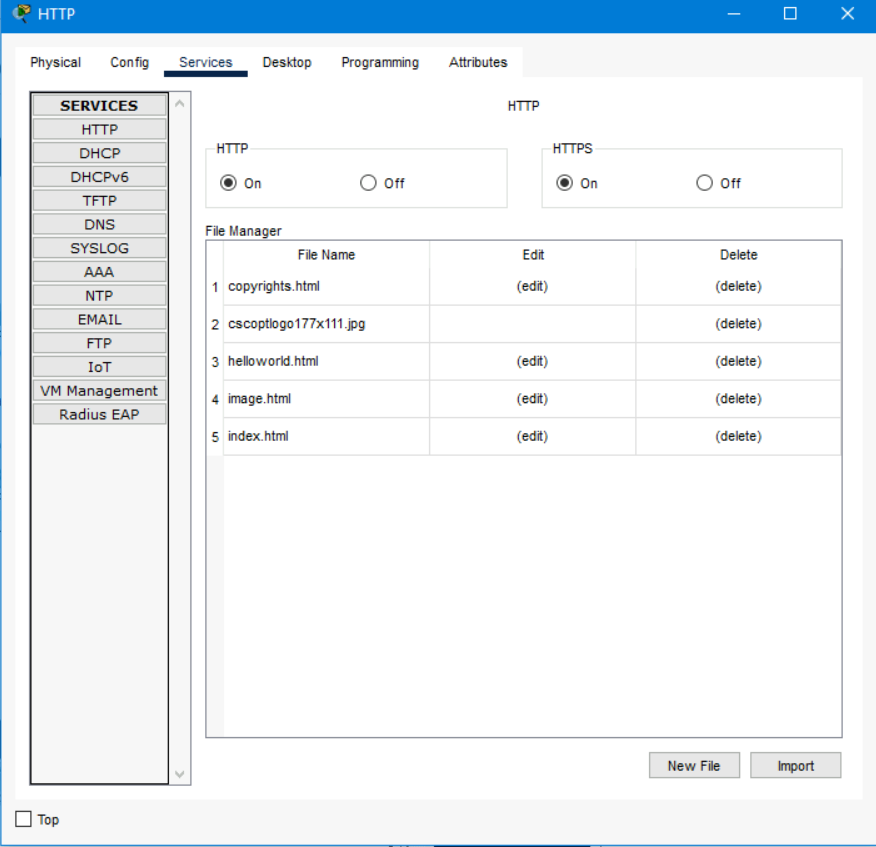 HTTP
Physical Config Services Desktop Programming Attributes
SERVICES
HTTP
DHCP
DHCPv6
TFTP
DNS
SYSLOG
AAA
NTP
EMAIL
FTP
IoT
VM Management
Radius EAP
HTTP
HTTP
On Off
HTTPS
On Off
File Manager
File Name Edit Delete
1 copyrights.html (edit) (delete)
2 cscoptlogo177x111.jpg (delete)
3 helloworld.html (edit) (delete)
4 image.html (edit) (delete)
5 index.html (edit) (delete)
New File Import
Top